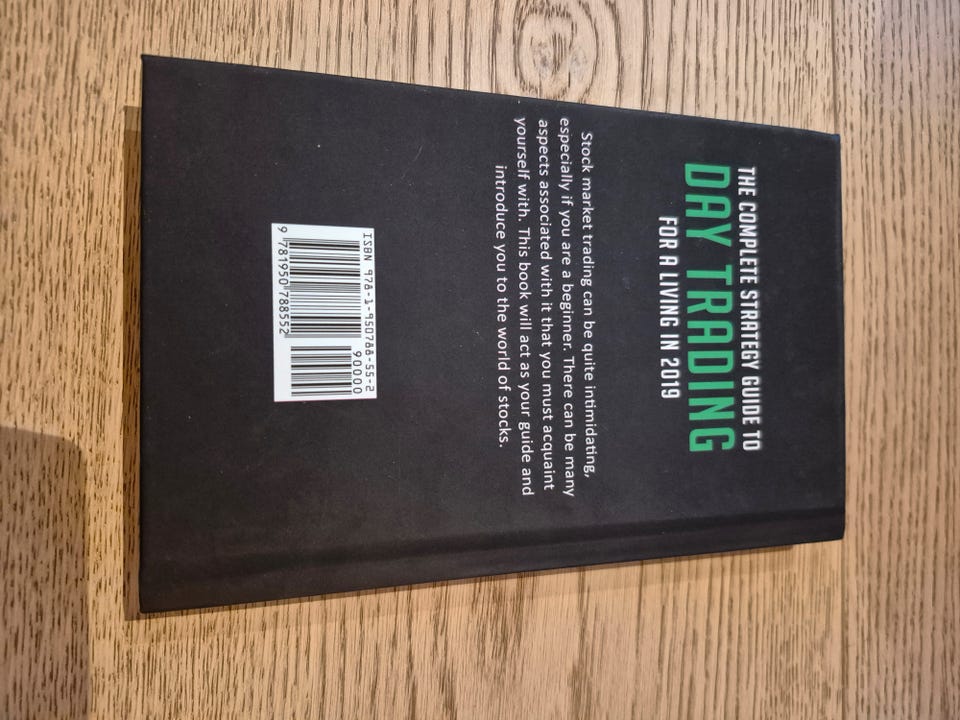 THE COMPLETE STRATEGY GUIDE TO
DAY TRADING
FOR A LIVING IN 2019
Stock market trading can be quite intimidating,
especially if you are a beginner. There can be many
aspects associated with it that you must acquaint
yourself with. This book will act as your guide and
introduce you to the world of stocks.
ISBN 978-1-950788-55-2
90000
9 781950 788552